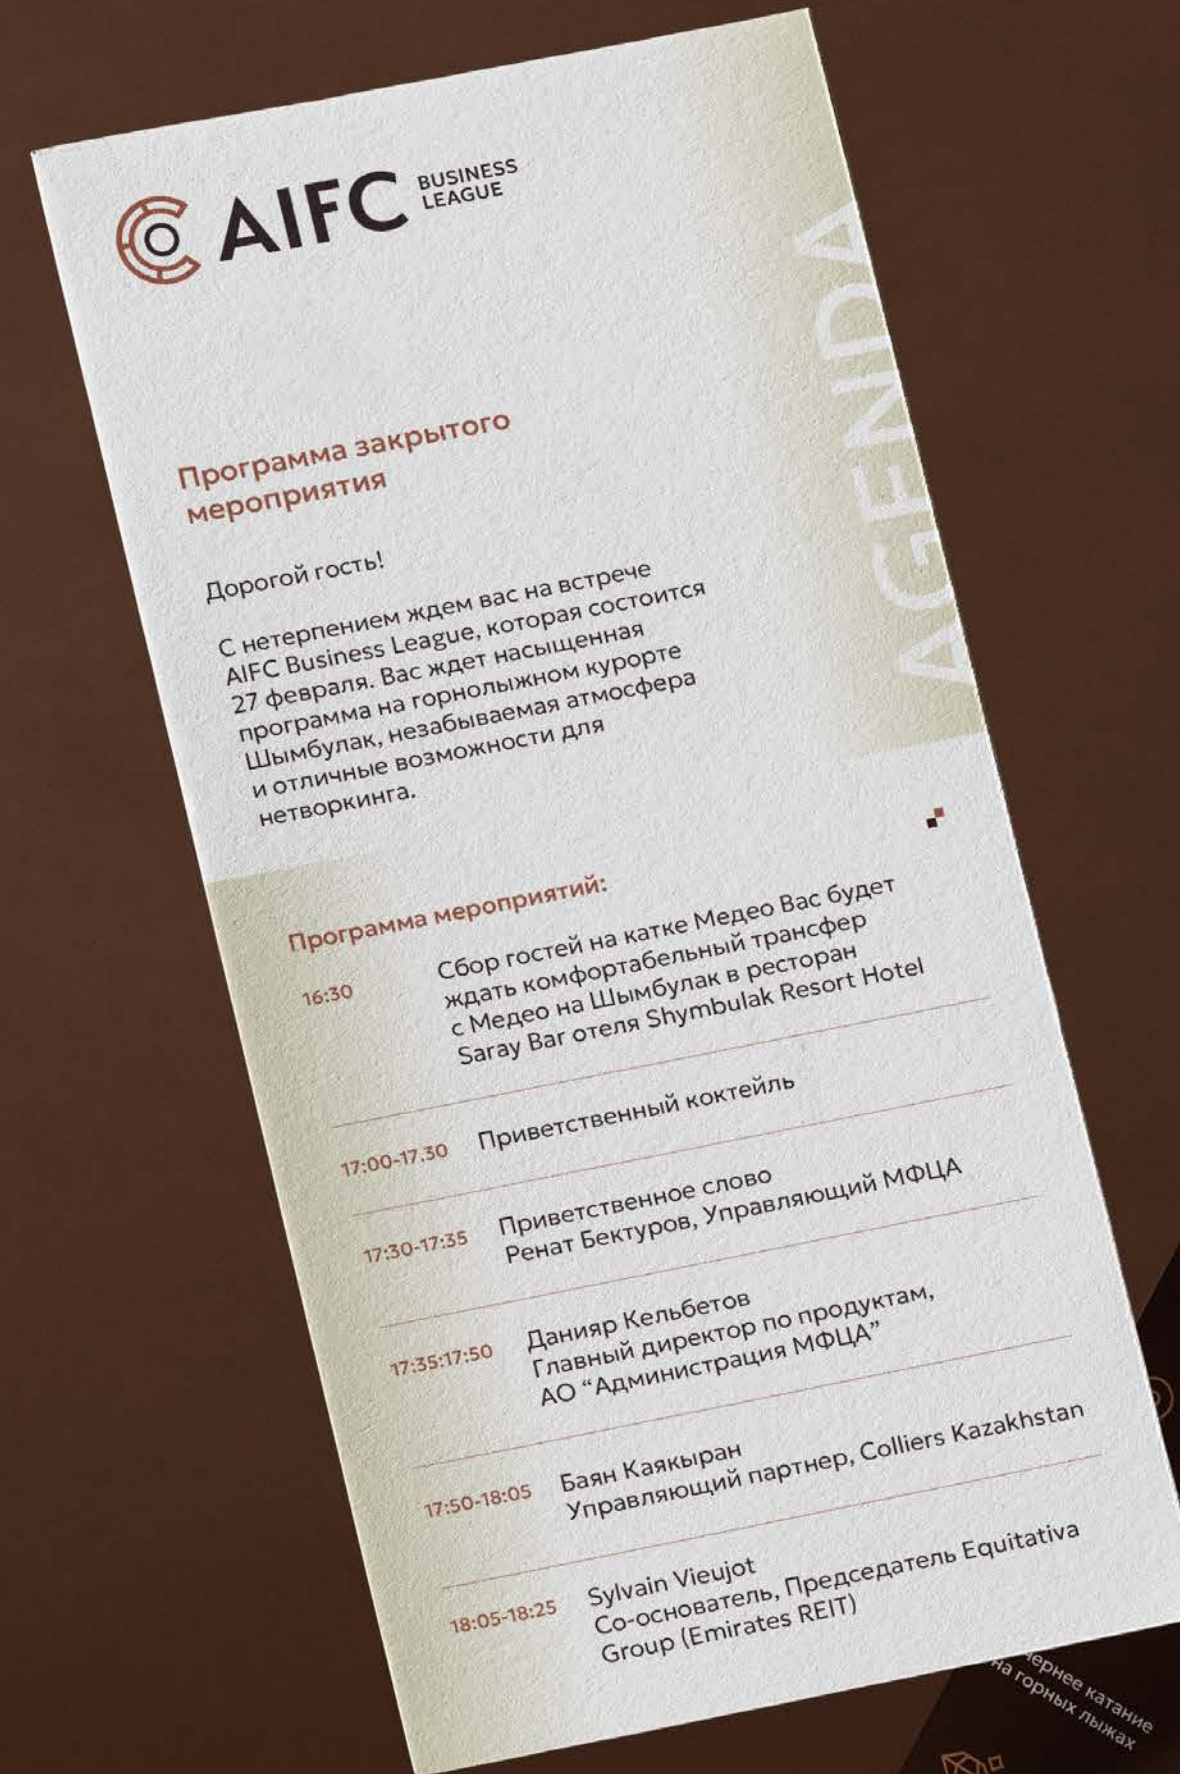 AIFC BUSINESS
LEAGUE
AGENDA
Программа закрытого
мероприятия
Дорогой гость!
С нетерпением ждем вас на встрече
AIFC Business League, которая состоится
27 февраля. Вас ждет насыщенная
программа на горнолыжном курорте
Шымбулак, незабываемая атмосфера
и отличные возможности для
нетворкинга.
Программа мероприятий:
16:30
Сбор гостей на катке Медео Вас будет
ждать комфортабельный трансфер
с Медео на Шымбулак в ресторан
Saray Bar отеля Shymbulak Resort Hotel
17:00-17.30 Приветственный коктейль
17:30-17:35
Приветственное слово
Ренат Бектуров, Управляющий МФЦА
17:35:17:50
Данияр Кельбетов
Главный директор по продуктам,
АО “Администрация МФЦА”
17:50-18:05
Баян Каякыран
Управляющий партнер, Colliers Kazakhstan
18:05-18:25
Sylvain Vieujot
Со-основатель, Председатель Equitativa
Group (Emirates REIT)
катание
на горных лыжах